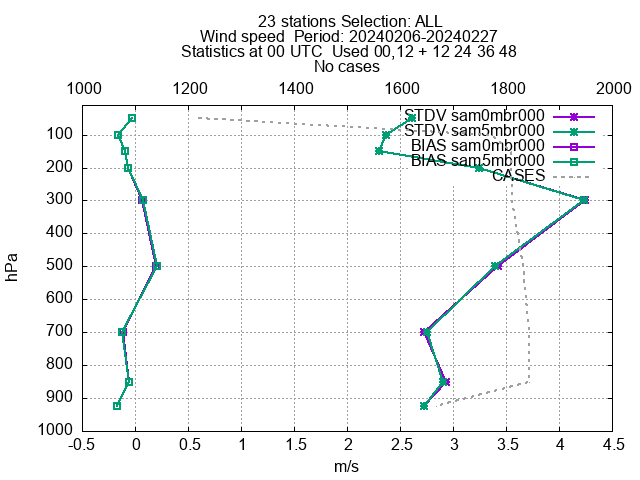 23 stations Selection: ALL
Wind speed  Period: 20240206-20240227
Statistics at 00 UTC  Used 00,12 + 12 24 36 48
No cases
1000 1200 1400 1600 1800 2000
STDV sam0mbr000
STDV sam5mbr000
BIAS sam0mbr000
BIAS sam5mbr000
CASES
100
200
300
400
500
600
700
800
900
1000
hPa
-0.5 0 0.5 1 1.5 2 2.5 3 3.5 4 4.5
m/s